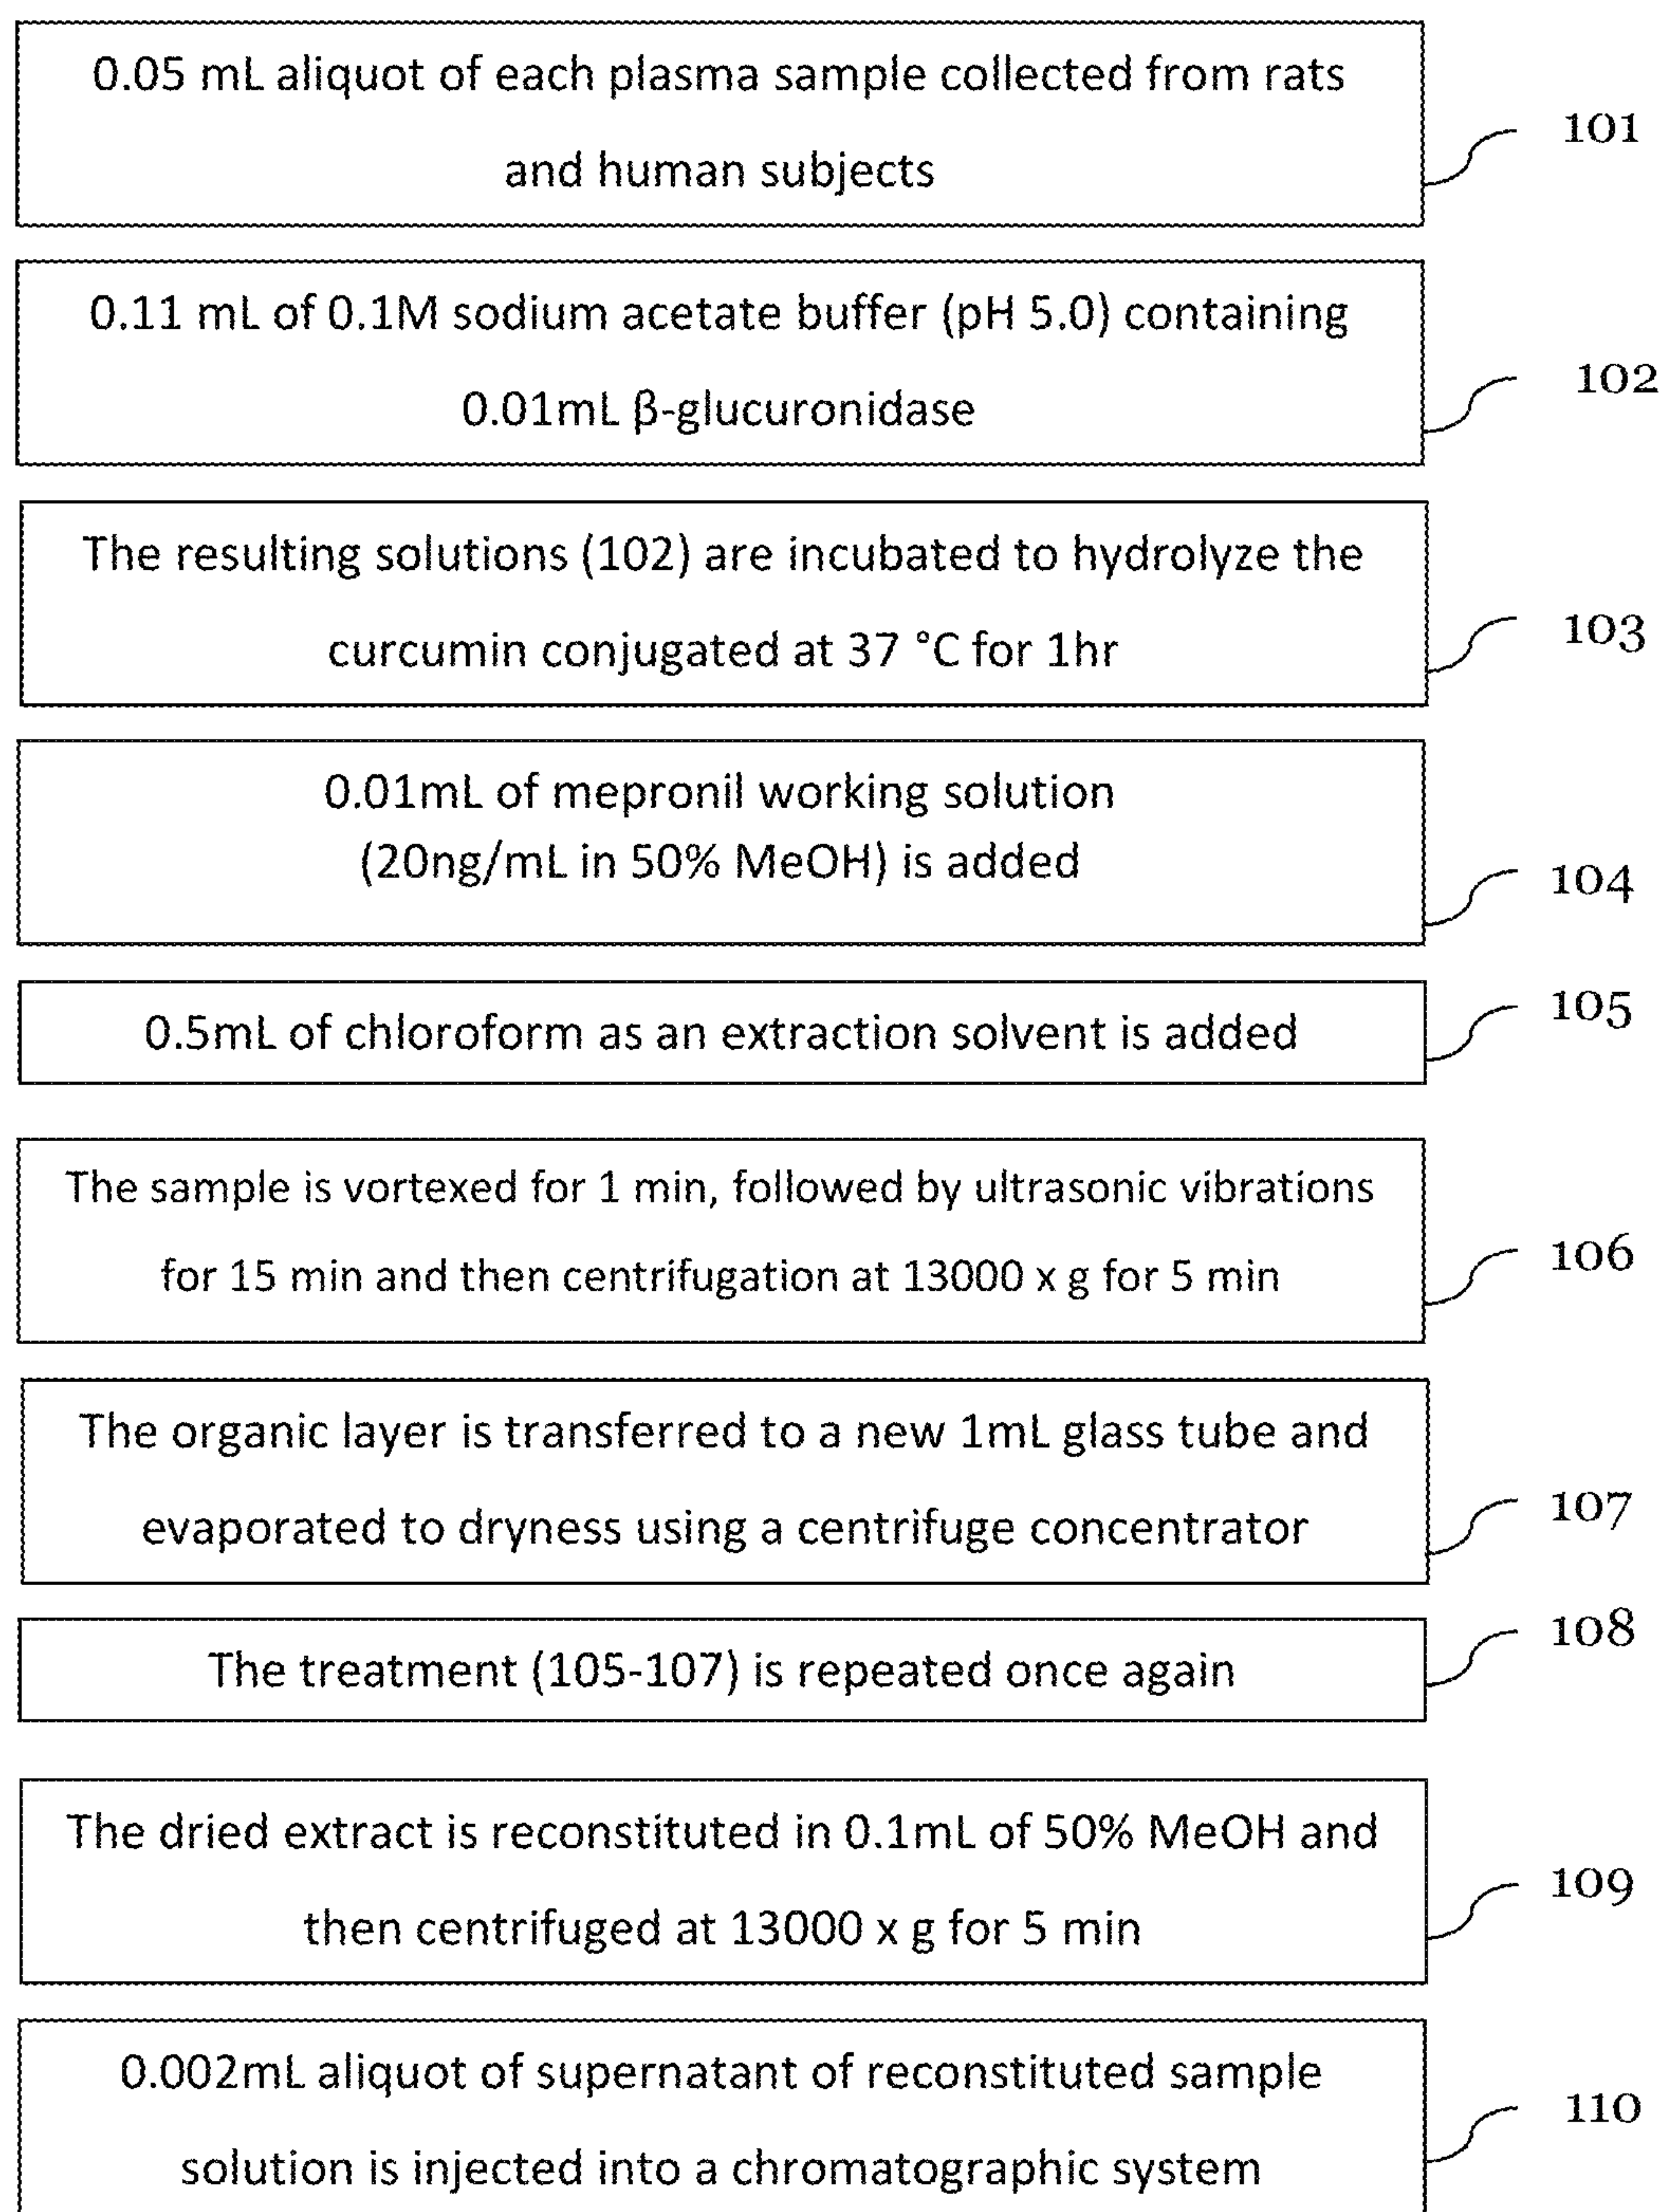 0.05 mL aliquot of each plasma sample collected from rats
and human subjects
101
0.11 mL of 0.1M sodium acetate buffer (pH 5.0) containing
0.01mL β-glucuronidase
102
The resulting solutions (102) are incubated to hydrolyze the
curcumin conjugated at 37 °C for 1hr
103
0.01mL of mepronil working solution
(20ng/mL in 50% MeOH) is added
104
0.5mL of chloroform as an extraction solvent is added
105
The sample is vortexed for 1 min, followed by ultrasonic vibrations
for 15 min and then centrifugation at 13000 x g for 5 min
106
The organic layer is transferred to a new 1mL glass tube and
evaporated to dryness using a centrifuge concentrator
107
The treatment (105-107) is repeated once again
108
The dried extract is reconstituted in 0.1mL of 50% MeOH and
then centrifuged at 13000 x g for 5 min
109
0.002mL aliquot of supernatant of reconstituted sample
solution is injected into a chromatographic system
110